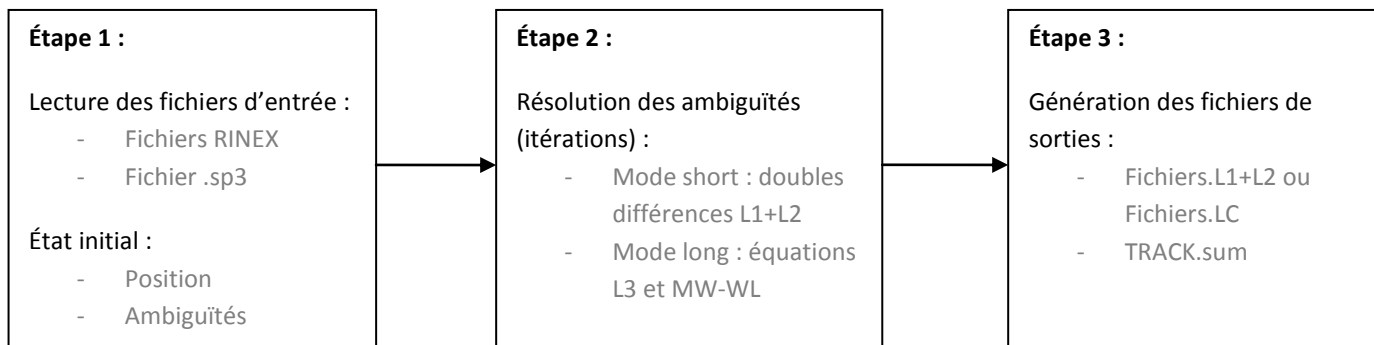 Étape 1 :
Lecture des fichiers d’entrée :
- Fichiers RINEX
- Fichier .sp3
État initial :
- Position
- Ambiguïtés
Étape 2 :
Résolution des ambiguïtés
(itérations) :
- Mode short : doubles
différences L1+L2
- Mode long : équations
L3 et MW-WL
Étape 3 :
Génération des fichiers de
sorties :
- Fichiers.L1+L2 ou
Fichiers.LC
- TRACK.sum